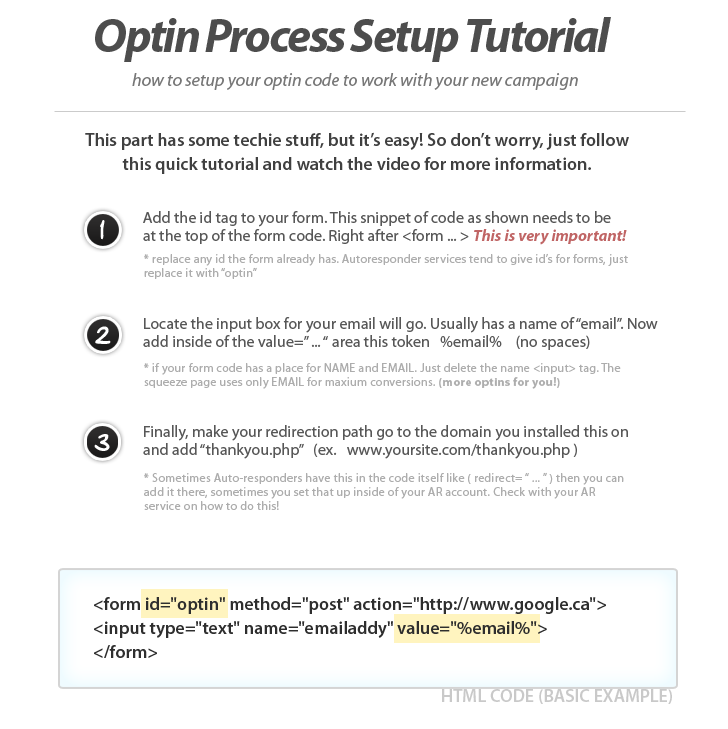 Optin Process Setup Tutorial
how to setup your optin code to work with your new campaign
This part has some techie stuff, but it's easy! So don't worry, just follow
this quick tutorial and watch the video for more information.
1
Add the id tag to your form. This snippet of code as shown needs to be
at the top of the form code. Right after <form ... > This is very important!
* replace any id the form already has. Autoresponder services tend to give id's for forms, just
replace it with "optin"
2
Locate the input box for your email will go. Usually has a name of "email". Now
add inside of the value=" ... " area this token %email% (no spaces)
* if your form code has a place for NAME and EMAIL. Just delete the name <input> tag. The
squeeze page uses only EMAIL for maxium conversions. (more optins for you!)
3
Finally, make your redirection path go to the domain you installed this on
and add "thankyou.php" (ex. www.yoursite.com/thankyou.php )
* Sometimes Auto-responders have this in the code itself like ( redirect= " ... " ) then you can
add it there, sometimes you set that up inside of your AR account. Check with your AR
service on how to do this!
<form id="optin" method="post" action="http://www.google.ca">
<input type="text" name="emailaddy" value="%email%">
</form>
HTML CODE (BASIC EXAMPLE)